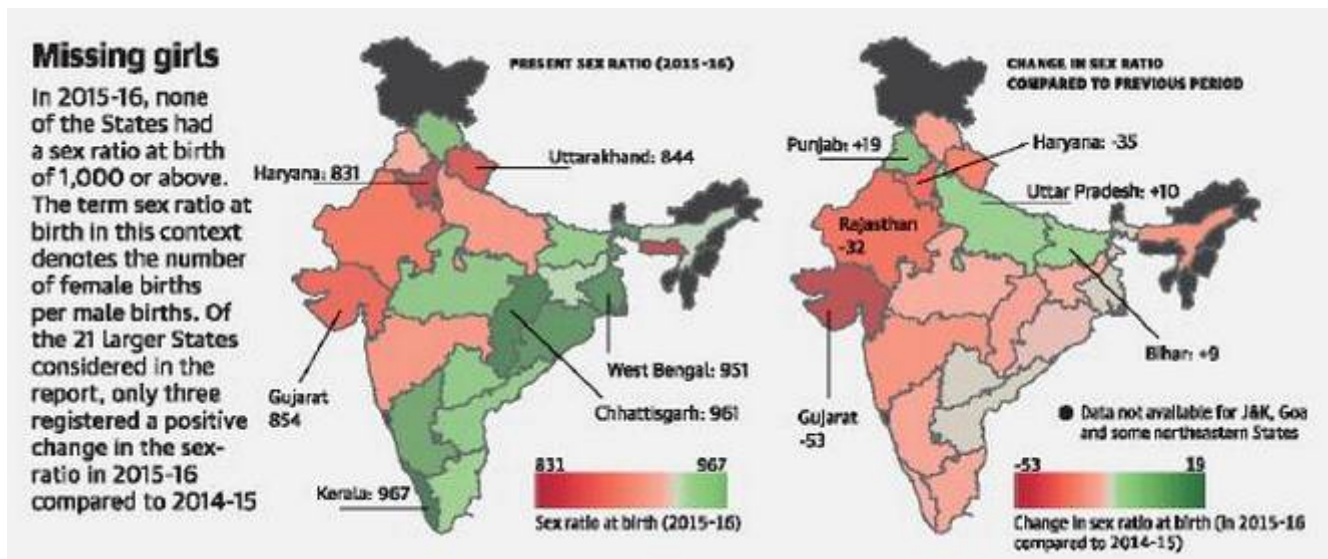 Missing girls
In 2015-16, none
of the States had
a sex ratio at birth
of 1,000 or above.
The term sex ratio at
birth in this context
denotes the number
of female births
per male births. Of
the 21 larger States
considered in the
report, only three
registered a positive
change in the sex-
ratio in 2015-16
compared to 2014-15
PRESENT SEX RATIO (2015-16)
Haryana: 831
Uttarakhand: 844
Gujarat
854
West Bengal: 951
Chhattisgarh: 961
Kerala: 967
831 967
Sex ratio at birth (2015-16)
CHANGE IN SEX RATIO
COMPARED TO PREVIOUS PERIOD
Punjab: +19
Haryana: -35
Uttar Pradesh: +10
Rajasthan
-32
Bihar: +9
Gujarat
-53
Data not available for J&K, Goa
and some northeastern States
-53 19
Change in sex ratio at birth (in 2015-16
compared to 2014-15)